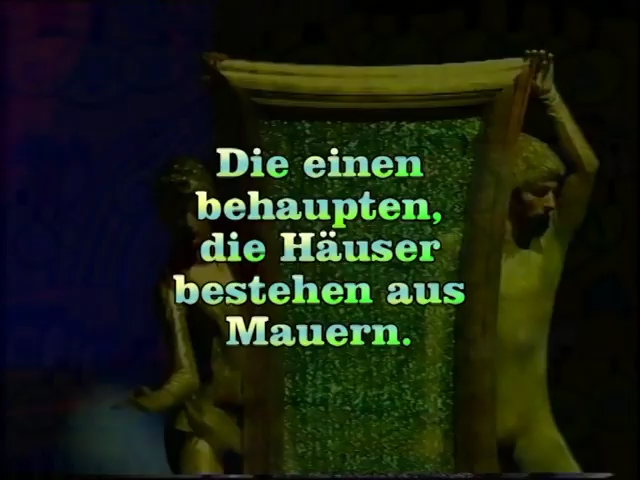 Die einen
behaupten,
die Häuser
bestehen aus
Mauern.